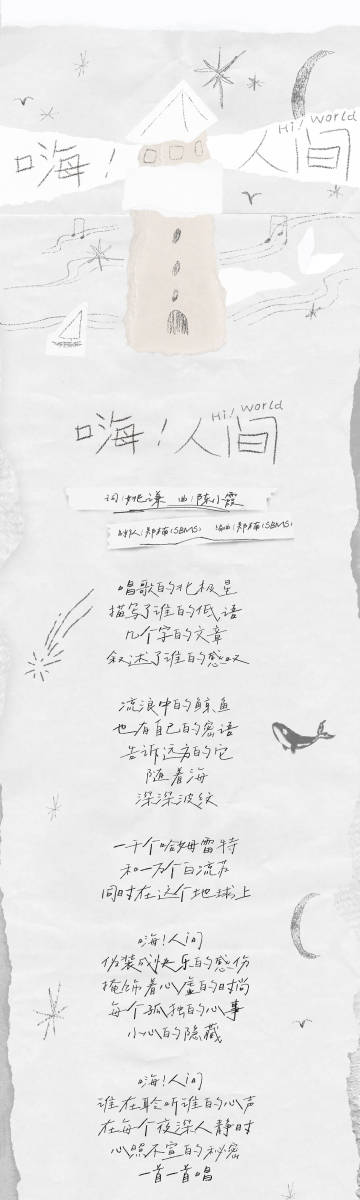 嗨！人间
Hi! World
嗨！人间
Hi! World
词/姚谦 曲/陈小霞
制作人/郑楠(SBMS) 编曲/郑楠(SBMS)
唱歌的北极星
描写了谁的低语
几个字的文章
叙述了谁的感叹
流浪中的鲸鱼
也有自己的密语
告诉远方的它
随着海
深深波纹
一千个哈姆雷特
和一万个白流苏
同时在这个地球上
嗨！人间
伪装成快乐的感伤
掩饰着心虚的时尚
每个孤独的心事
小心的隐藏
嗨！人间
谁在聆听谁的心声
在每个夜深人静时
心照不宣的秘密
一首一首唱